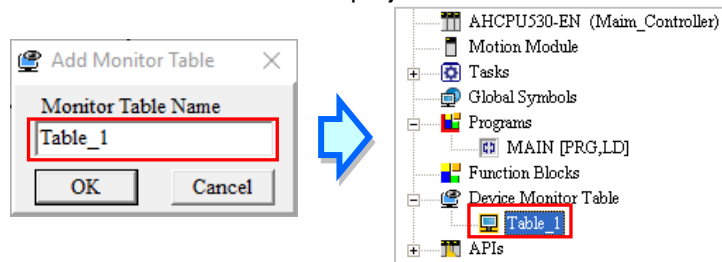 Add Monitor Table
Monitor Table Name
Table_1
OK
Cancel
AHCPU530-EN (Maim_Controller)
Motion Module
Tasks
Global Symbols
Programs
MAIN [PRG,LD]
Function Blocks
Device Monitor Table
Table_1
APIs